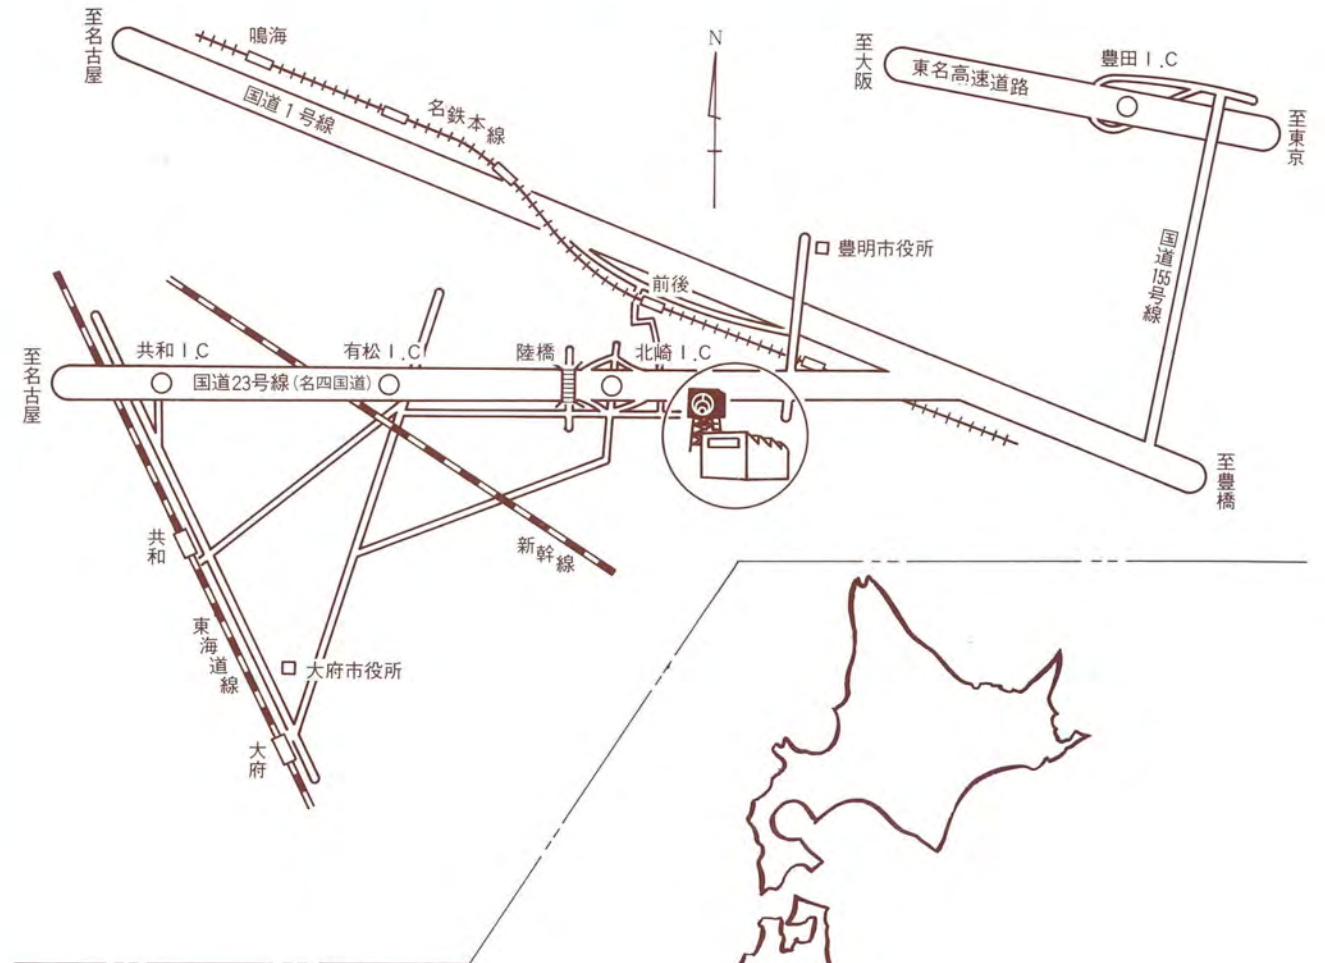 至名古屋
鳴海
国道1号線
名鉄本線
N
至大阪
東名高速道路
豊田I.C
至東京
国道155号線
豊明市役所
前後
至名古屋
共和I.C
有松I.C
陸橋
北崎I.C
国道23号線(名四国道)
至豊橋
共和
新幹線
東海道線
大府市役所
大府